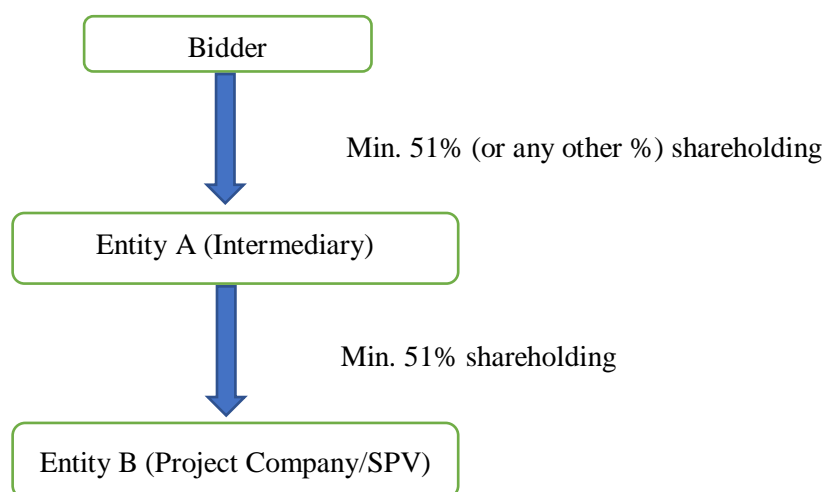 Bidder
Min. 51% (or any other %) shareholding
Entity A (Intermediary)
Min. 51% shareholding
Entity B (Project Company/SPV)